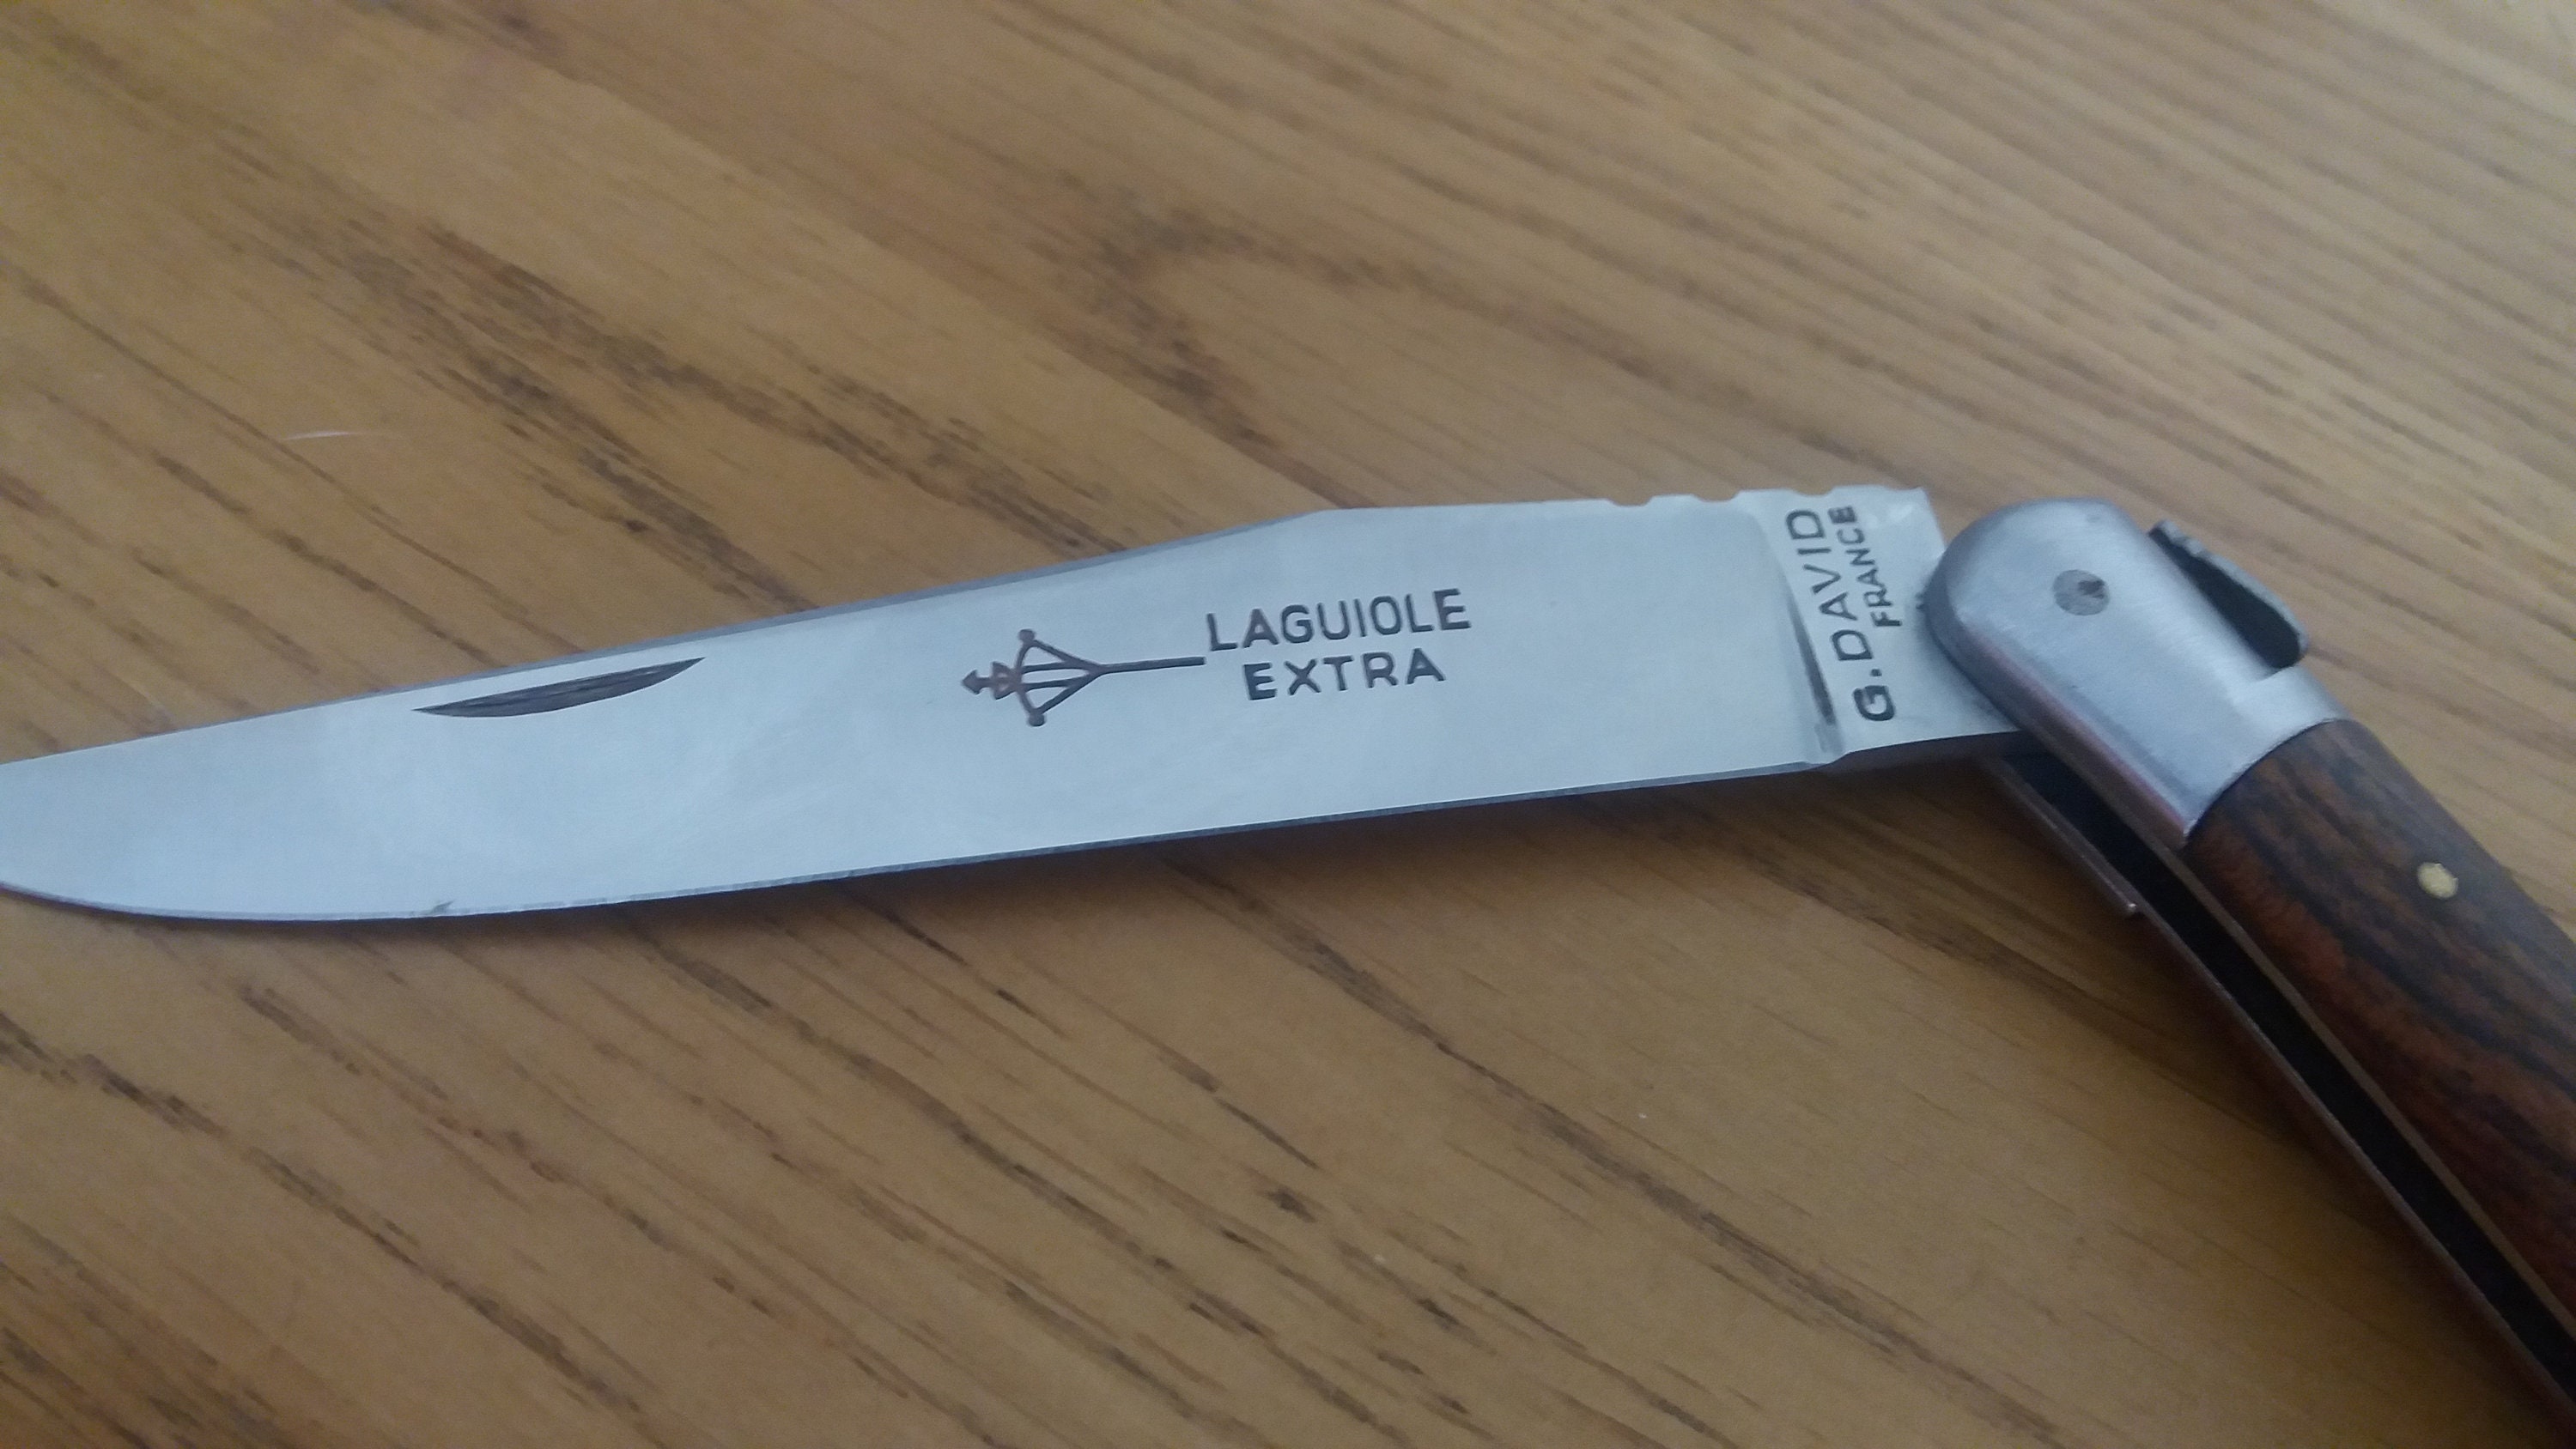 LAGUIOLE
EXTRA
G. DAVID
FRANCE